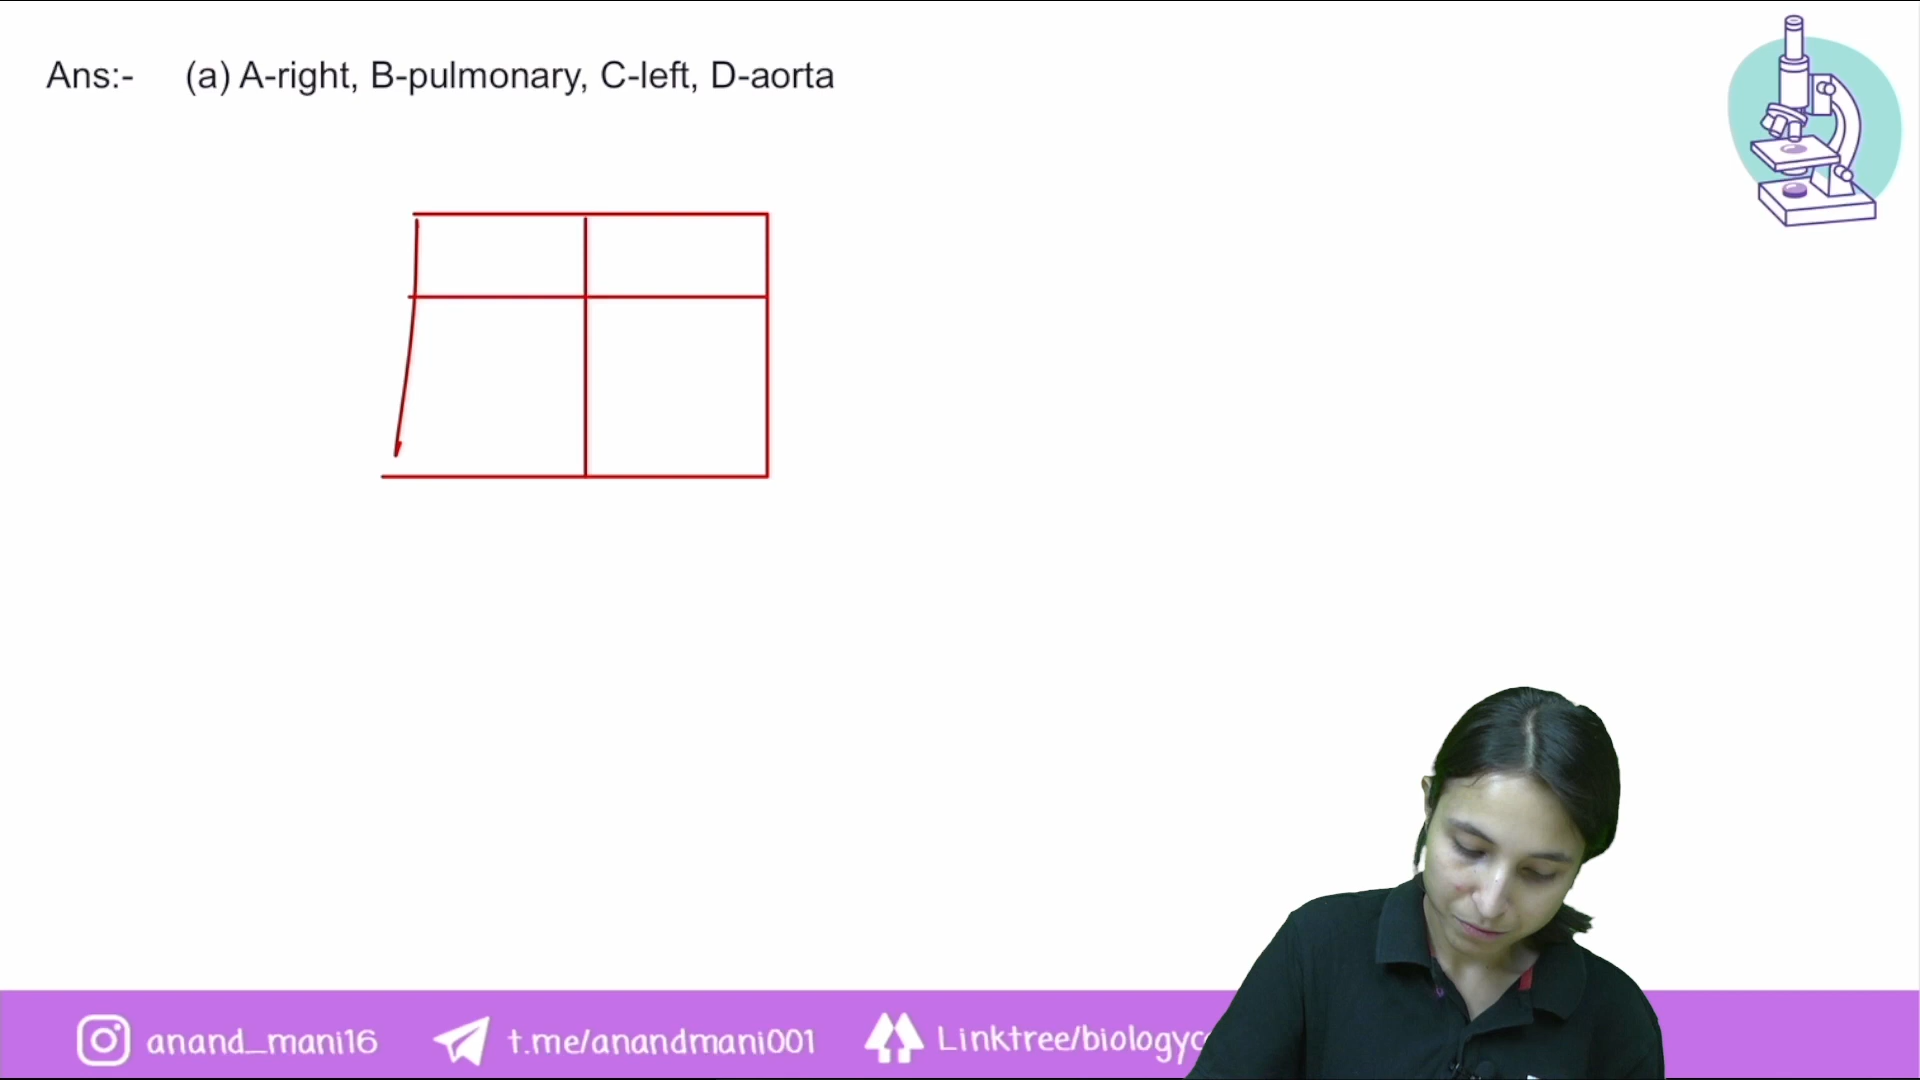 Ans:- (a) A-right, B-pulmonary, C-left, D-aorta
anand_mani16 t.me/anandmani001 Linktree/biologyc